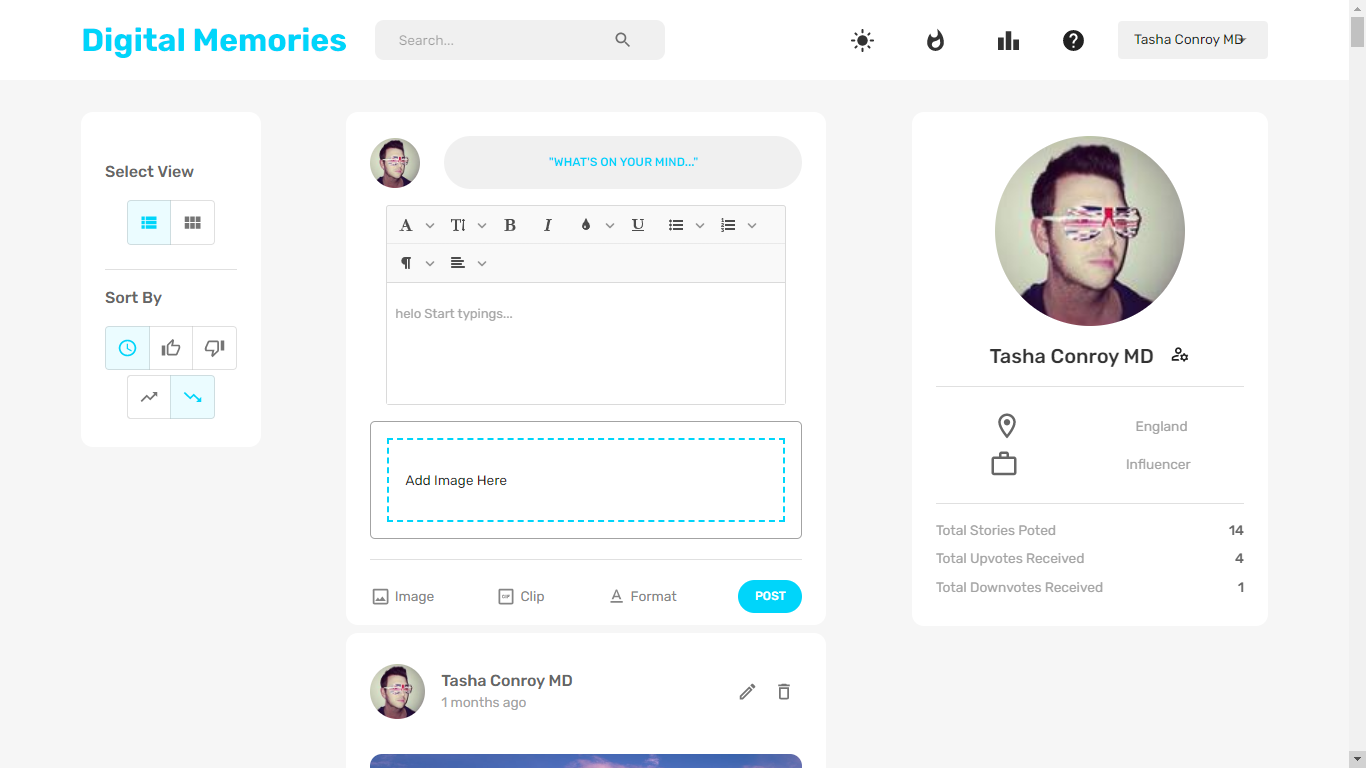 Digital Memories
Search...
Tasha Conroy MD
Select View
Sort By
"WHAT'S ON YOUR MIND..."
helo Start typings...
Add Image Here
Image
Clip
Format
POST
Tasha Conroy MD
1 months ago
Tasha Conroy MD
England
Influencer
Total Stories Poted 14
Total Upvotes Received 4
Total Downvotes Received 1